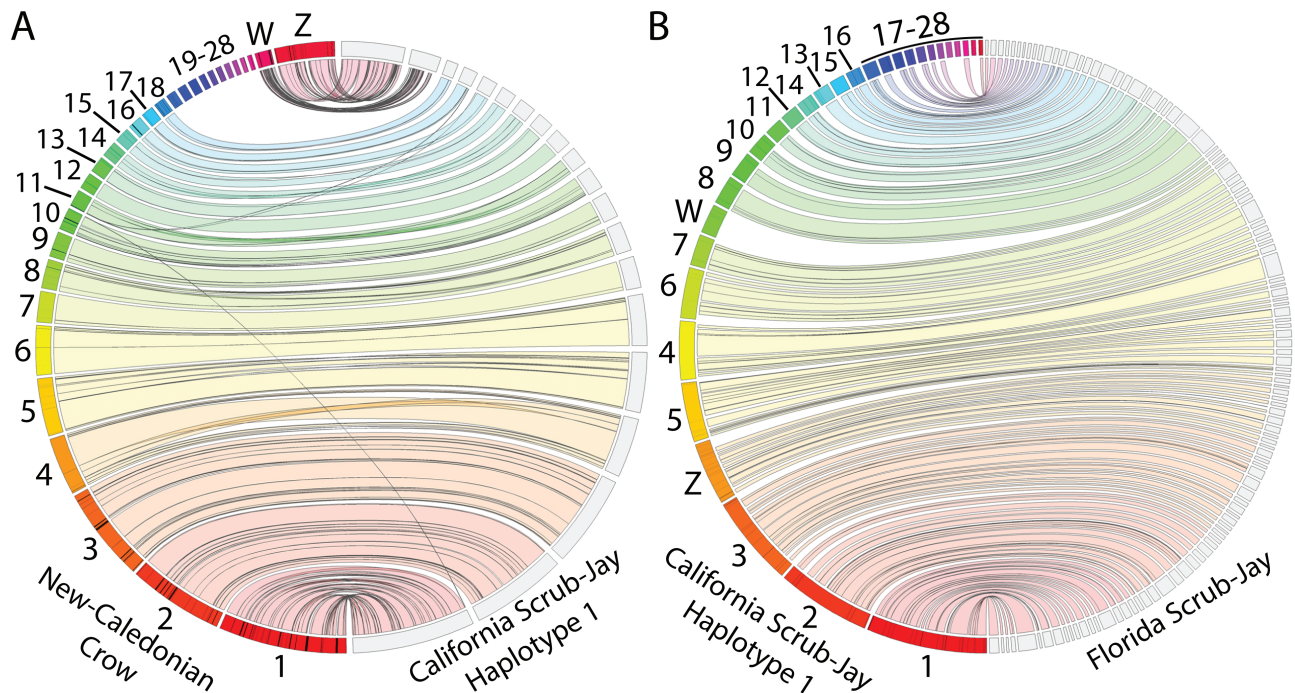 A
W Z
19-28
17 18
15 16
13 14
12
11
10
9
8
7
6
5
4
3
2
1
New-Caledonian
Crow
California Scrub-Jay
Haplotype 1
B
17-28
16
13 15
12 14
11
10
9
8
W
7
6
4
5
Z
3
2
1
California Scrub-Jay
Haplotype 1
Florida Scrub-Jay